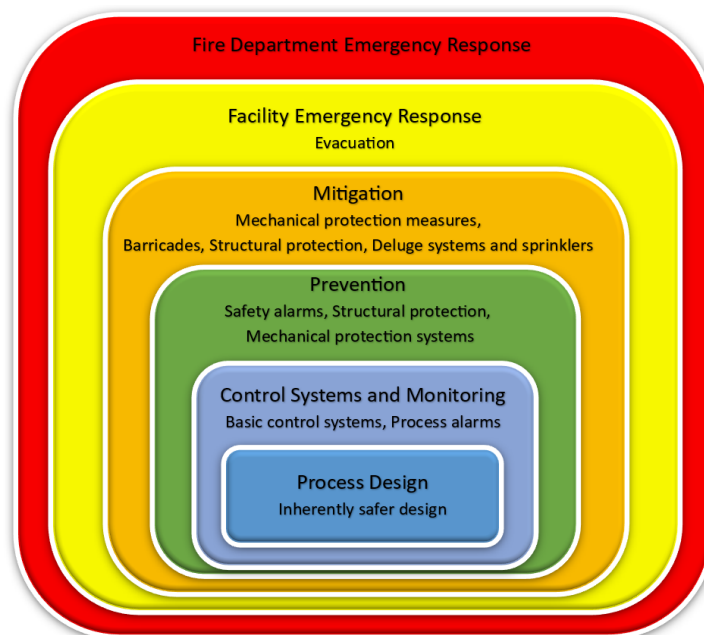 Fire Department Emergency Response
Facility Emergency Response
Evacuation
Mitigation
Mechanical protection measures,
Barricades, Structural protection, Deluge systems and sprinklers
Prevention
Safety alarms, Structural protection,
Mechanical protection systems
Control Systems and Monitoring
Basic control systems, Process alarms
Process Design
Inherently safer design